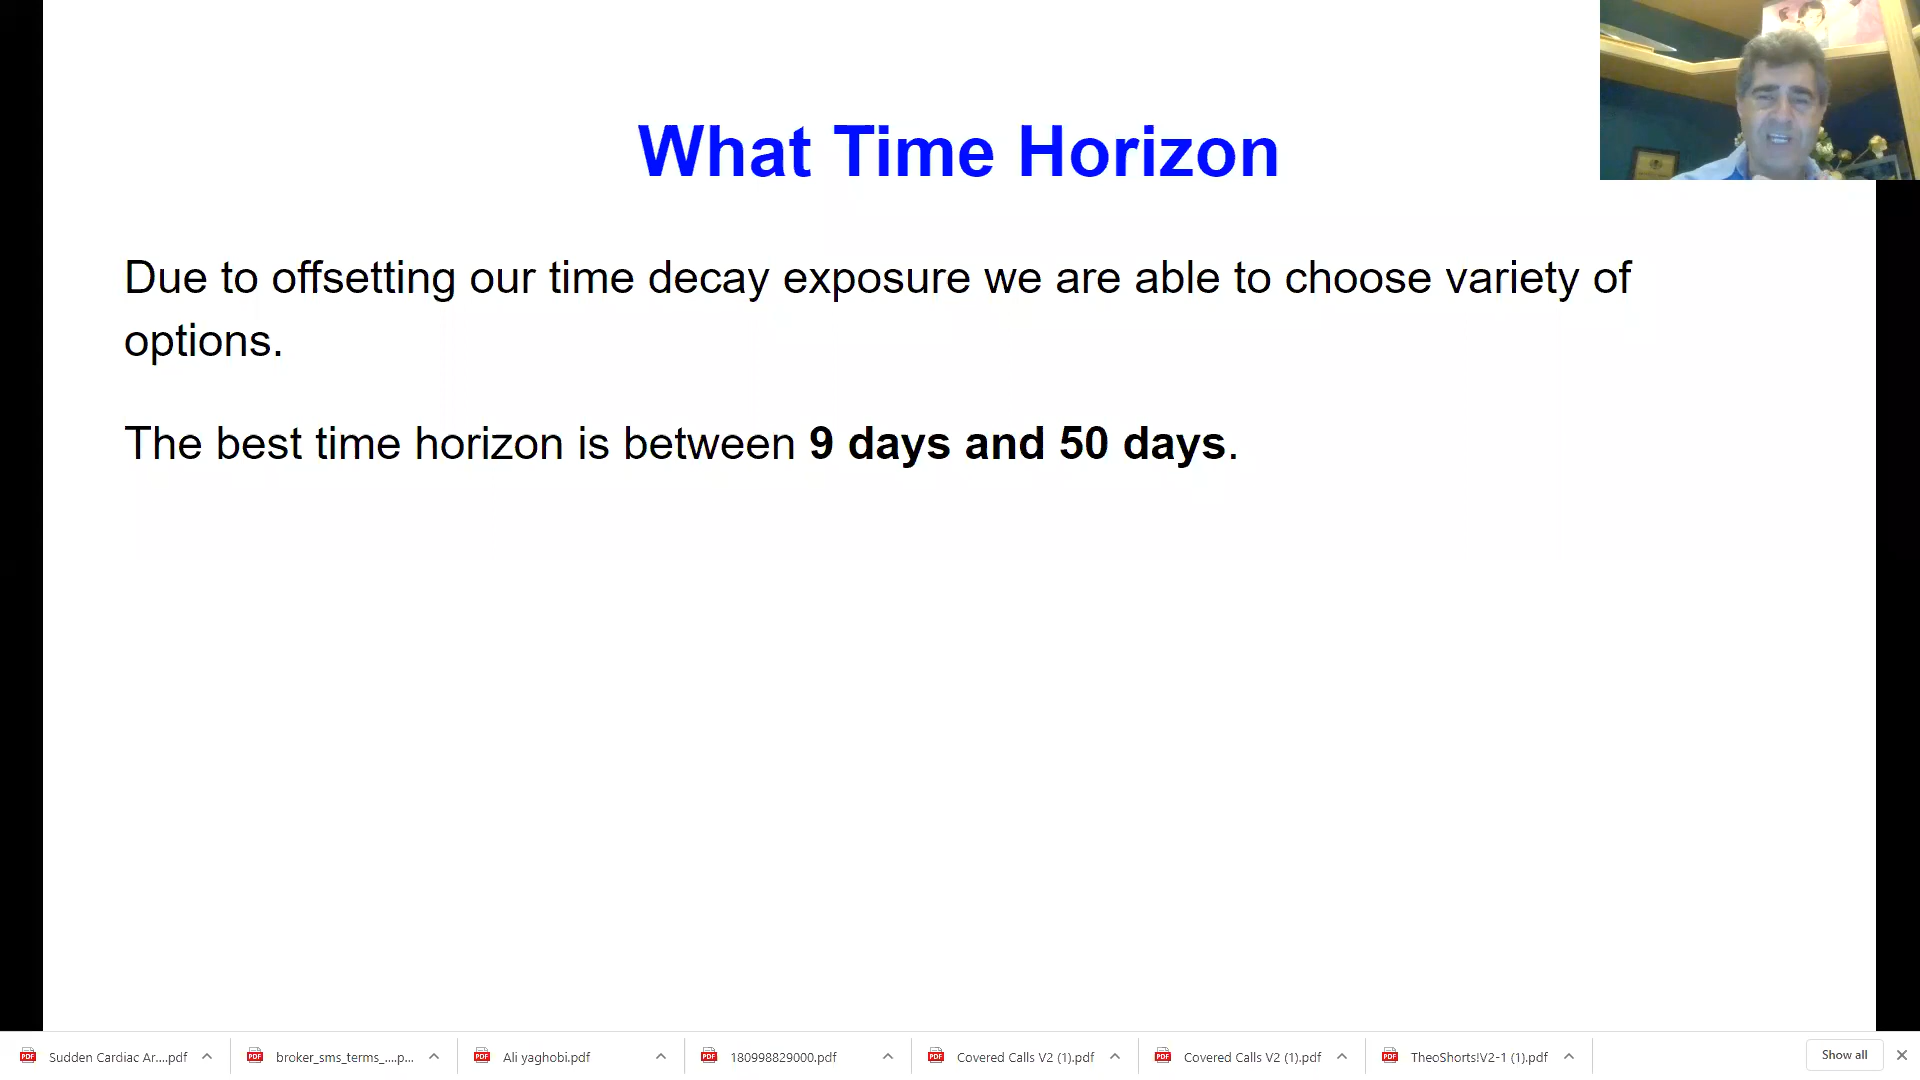 What Time Horizon
Due to offsetting our time decay exposure we are able to choose variety of
options.
The best time horizon is between 9 days and 50 days.
Sudden Cardiac Ar....pdf
broker_sms_terms_....p...
Ali yaghobi.pdf
180998829000.pdf
Covered Calls V2 (1).pdf
Covered Calls V2 (1).pdf
TheoShorts!V2-1 (1).pdf
Show all